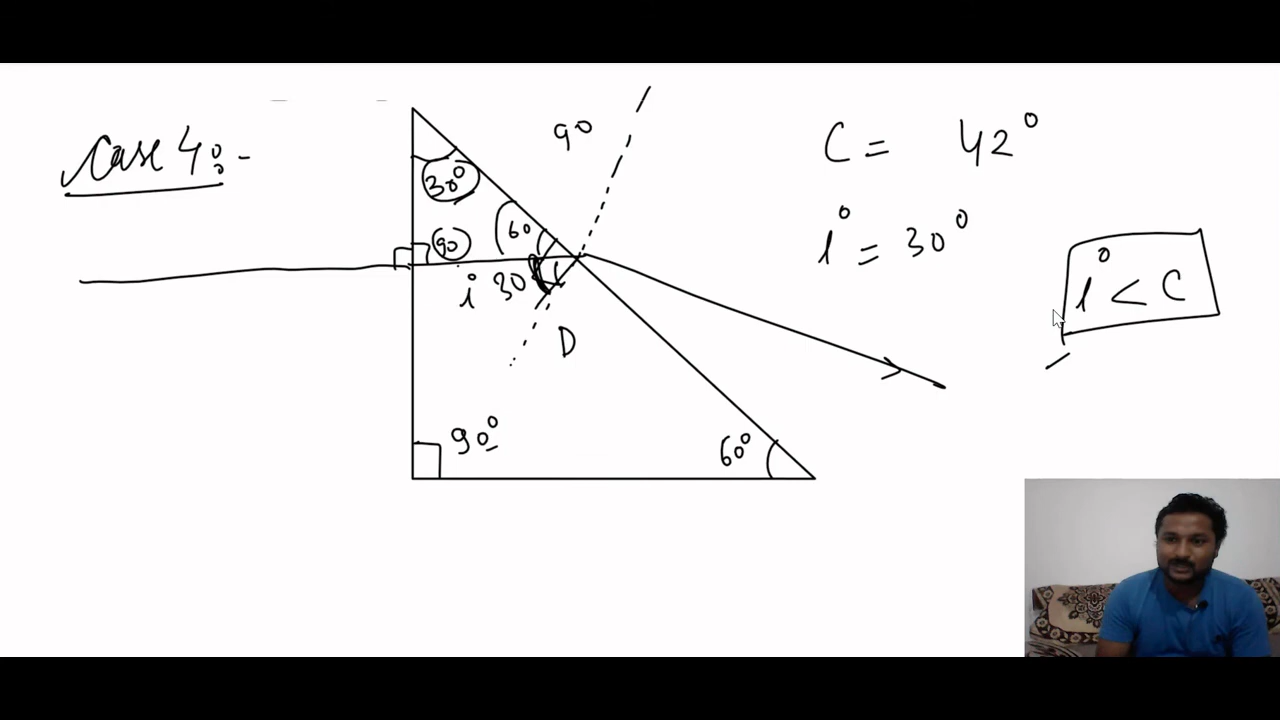 Case 4:-
90
C = 42°
30°
60
90
i = 30°
i 30°
i < C
D
90°
60°